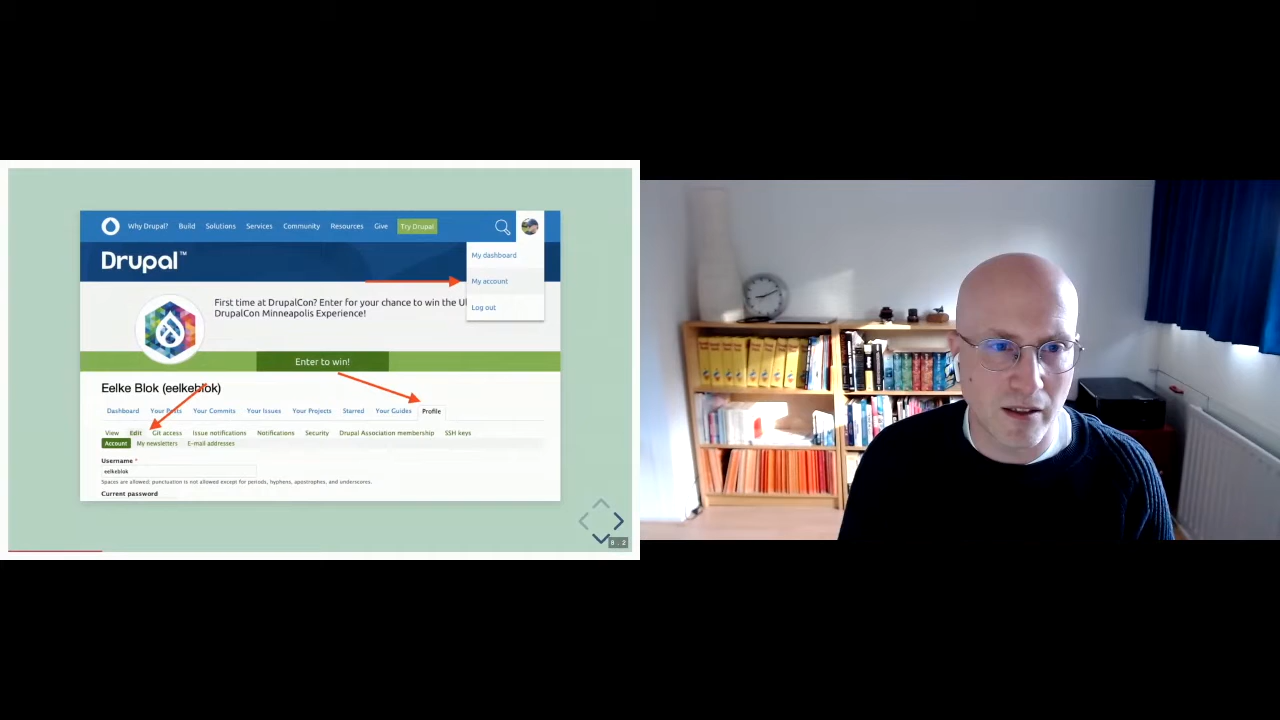 Why Drupal? Build Solutions Services Community Resources Give Try Drupal
Drupal™
My dashboard
My account
Log out
First time at DrupalCon? Enter for your chance to win the Ul
DrupalCon Minneapolis Experience!
Enter to win!
Eelke Blok (eelkeblok)
Dashboard Your Posts Your Commits Your Issues Your Projects Starred Your Guides Profile
View Edit Git access Issue notifications Notifications Security Drupal Association membership SSH keys
Account My newsletters E-mail addresses
Username *
eelkeblok
Spaces are allowed; punctuation is not allowed except for periods, hyphens, apostrophes, and underscores.
Current password
9.2